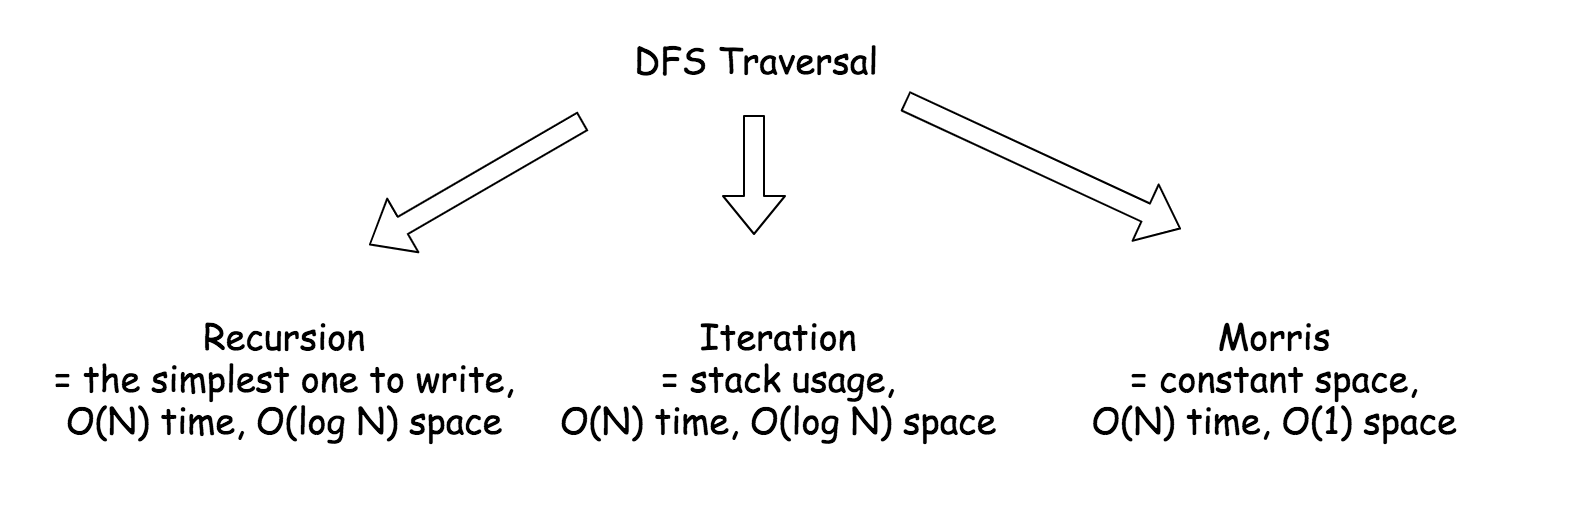 DFS Traversal
Recursion
= the simplest one to write,
O(N) time, O(log N) space
Iteration
= stack usage,
O(N) time, O(log N) space
Morris
= constant space,
O(N) time, O(1) space